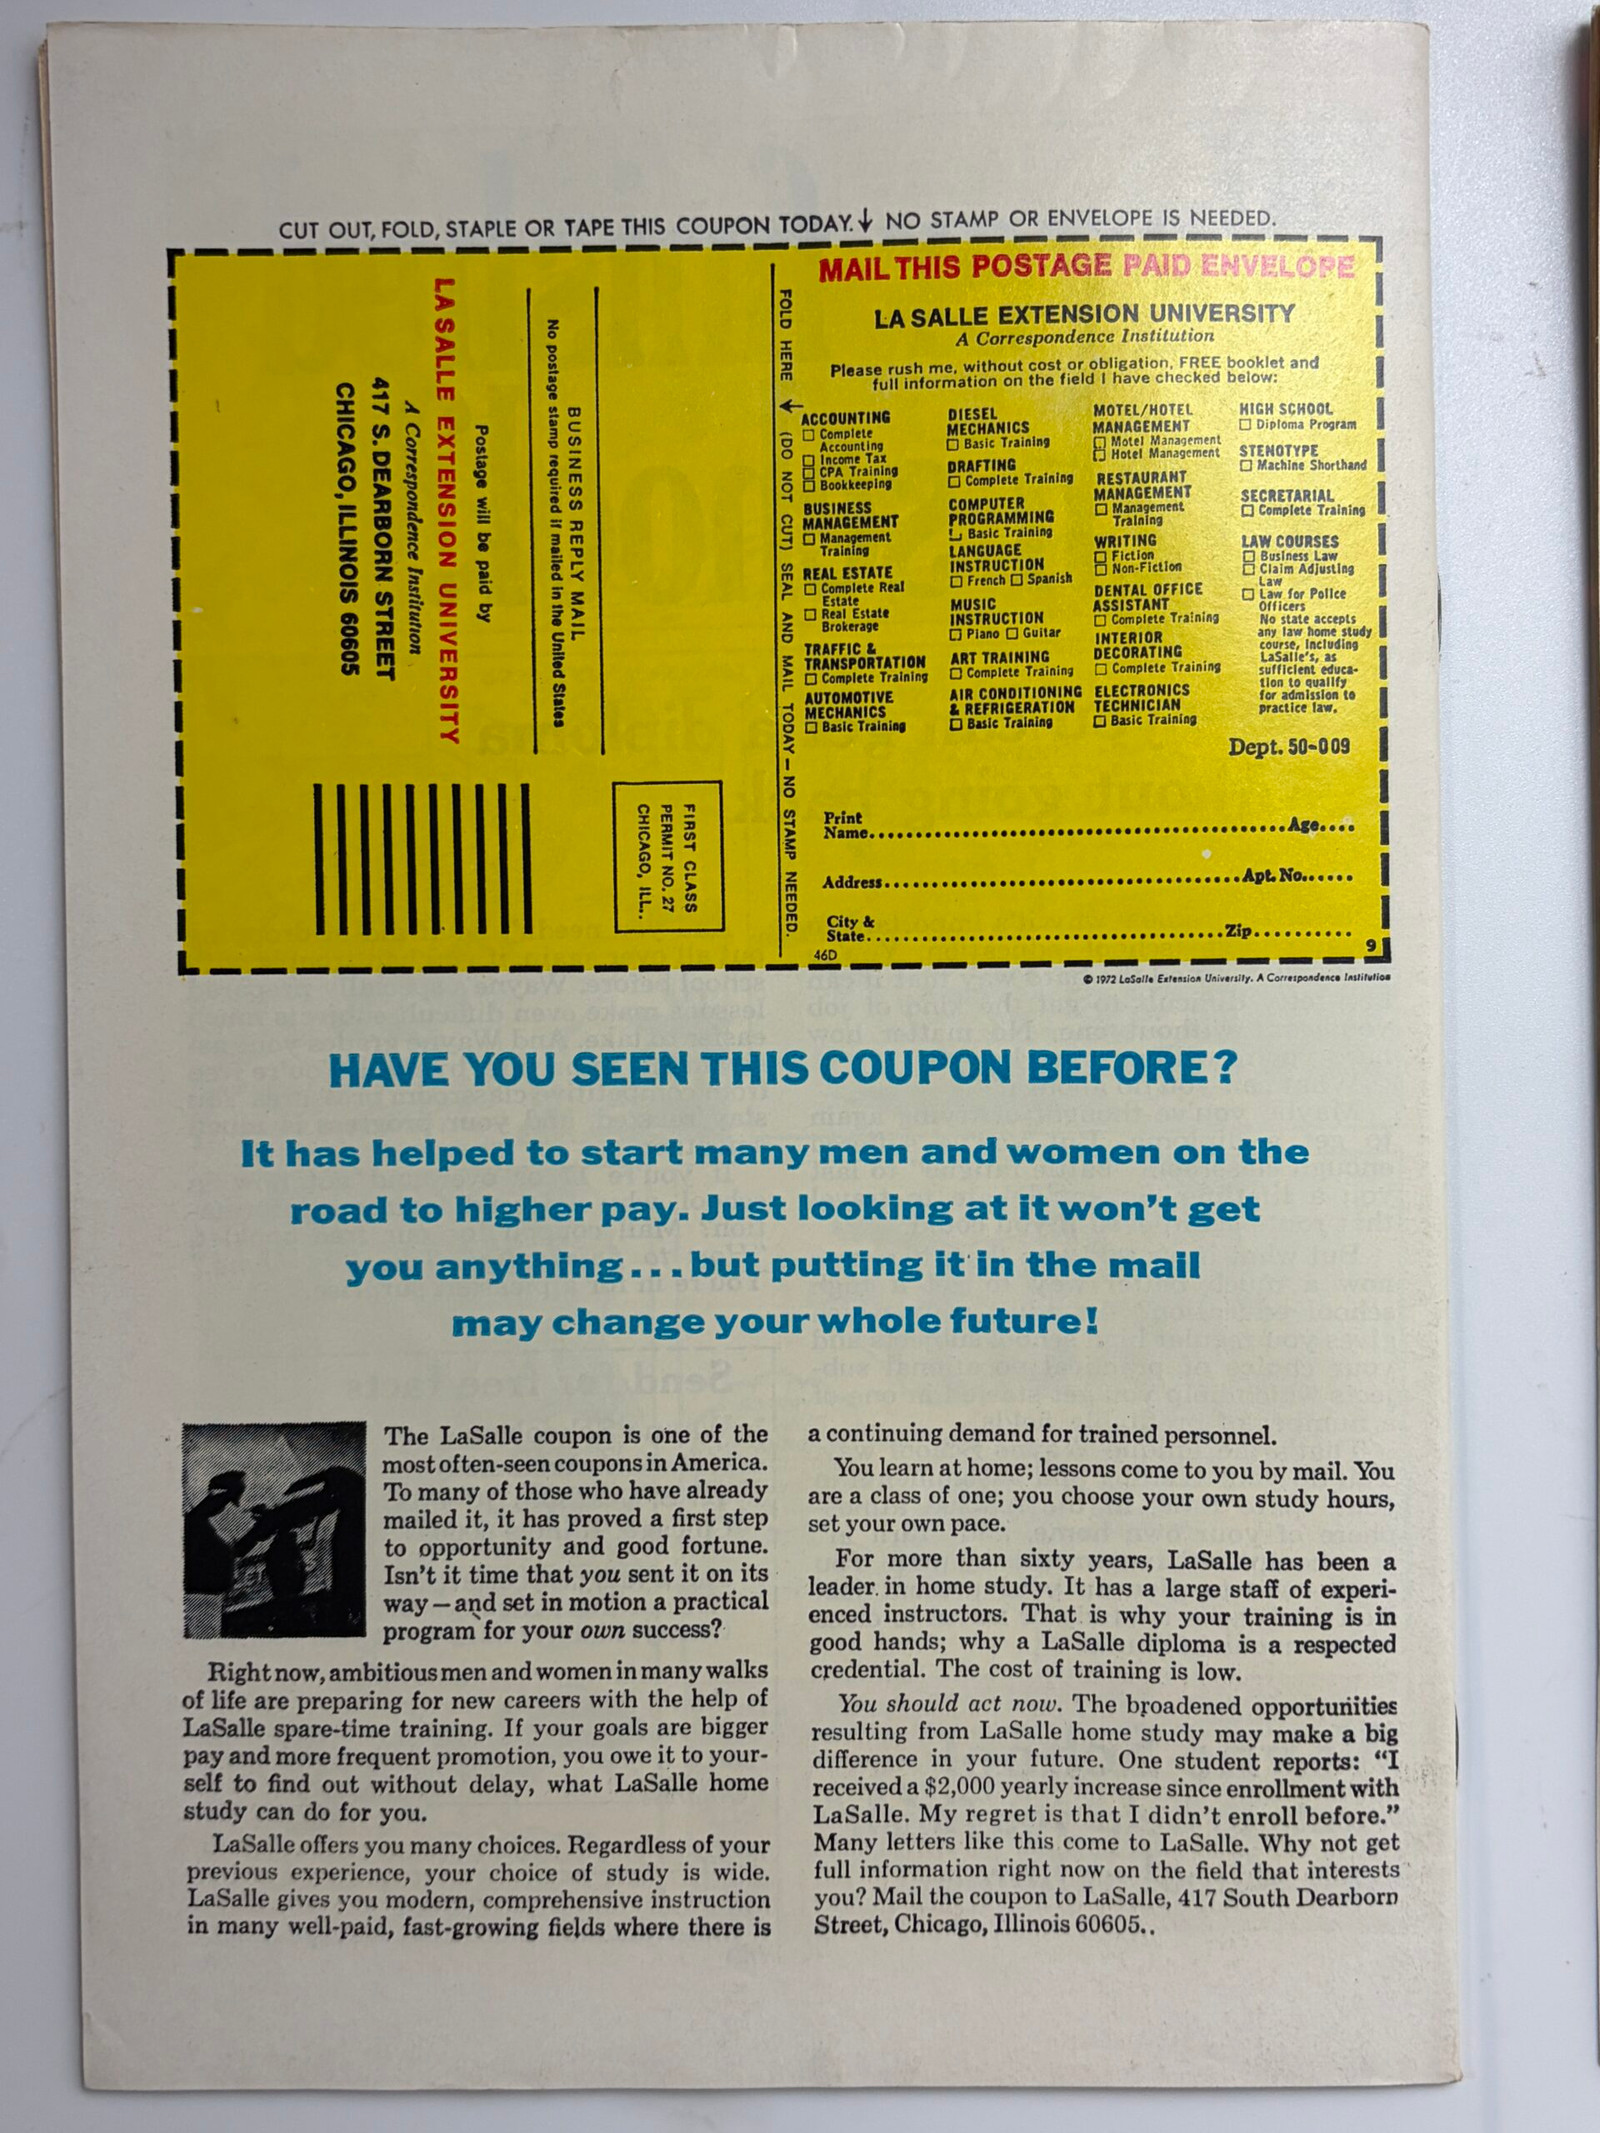 CUT OUT, FOLD, STAPLE OR TAPE THIS COUPON TODAY.↓ NO STAMP OR ENVELOPE IS NEEDED.
BUSINESS REPLY MAIL
No postage stamp required if mailed in the United States
Postage will be paid by
LA SALLE EXTENSION UNIVERSITY
A Correspondence Institution
417 S. DEARBORN STREET
CHICAGO, ILLINOIS 60605
FIRST CLASS
PERMIT NO. 27
CHICAGO, ILL..
FOLD HERE ↓ (DO NOT CUT) SEAL AND MAIL TODAY — NO STAMP NEEDED.
MAIL THIS POSTAGE PAID ENVELOPE
LA SALLE EXTENSION UNIVERSITY
A Correspondence Institution
Please rush me, without cost or obligation, FREE booklet and
full information on the field I have checked below:
ACCOUNTING
☐ Complete
Accounting
☐ Income Tax
☐ CPA Training
☐ Bookkeeping
BUSINESS
MANAGEMENT
☐ Management
Training
REAL ESTATE
☐ Complete Real
Estate
☐ Real Estate
Brokerage
TRAFFIC &
TRANSPORTATION
☐ Complete Training
AUTOMOTIVE
MECHANICS
☐ Basic Training
DIESEL
MECHANICS
☐ Basic Training
DRAFTING
☐ Complete Training
COMPUTER
PROGRAMMING
☐ Basic Training
LANGUAGE
INSTRUCTION
☐ French ☐ Spanish
MUSIC
INSTRUCTION
☐ Piano ☐ Guitar
ART TRAINING
☐ Complete Training
AIR CONDITIONING
& REFRIGERATION
☐ Basic Training
MOTEL/HOTEL
MANAGEMENT
☐ Motel Management
☐ Hotel Management
RESTAURANT
MANAGEMENT
☐ Management
Training
WRITING
☐ Fiction
☐ Non-Fiction
DENTAL OFFICE
ASSISTANT
☐ Complete Training
INTERIOR
DECORATING
☐ Complete Training
ELECTRONICS
TECHNICIAN
☐ Basic Training
HIGH SCHOOL
☐ Diploma Program
STENOTYPE
☐ Machine Shorthand
SECRETARIAL
☐ Complete Training
LAW COURSES
☐ Business Law
☐ Claim Adjusting
Law
☐ Law for Police
Officers
No state accepts
any law home study
course, including
LaSalle's, as
sufficient educa-
tion to qualify
for admission to
practice law.
Dept. 50-009
Print
Name........Age....
Address........Apt. No......
City &
State........Zip..........
46D
9
© 1972 LaSalle Extension University. A Correspondence Institution
HAVE YOU SEEN THIS COUPON BEFORE?
It has helped to start many men and women on the
road to higher pay. Just looking at it won't get
you anything...but putting it in the mail
may change your whole future!
The LaSalle coupon is one of the
most often-seen coupons in America.
To many of those who have already
mailed it, it has proved a first step
to opportunity and good fortune.
Isn't it time that you sent it on its
way—and set in motion a practical
program for your own success?
Right now, ambitious men and women in many walks
of life are preparing for new careers with the help of
LaSalle spare-time training. If your goals are bigger
pay and more frequent promotion, you owe it to your-
self to find out without delay, what LaSalle home
study can do for you.
LaSalle offers you many choices. Regardless of your
previous experience, your choice of study is wide.
LaSalle gives you modern, comprehensive instruction
in many well-paid, fast-growing fields where there is
a continuing demand for trained personnel.
You learn at home; lessons come to you by mail. You
are a class of one; you choose your own study hours,
set your own pace.
For more than sixty years, LaSalle has been a
leader in home study. It has a large staff of experi-
enced instructors. That is why your training is in
good hands; why a LaSalle diploma is a respected
credential. The cost of training is low.
You should act now. The broadened opportunities
resulting from LaSalle home study may make a big
difference in your future. One student reports: "I
received a $2,000 yearly increase since enrollment with
LaSalle. My regret is that I didn't enroll before."
Many letters like this come to LaSalle. Why not get
full information right now on the field that interests
you? Mail the coupon to LaSalle, 417 South Dearborn
Street, Chicago, Illinois 60605..